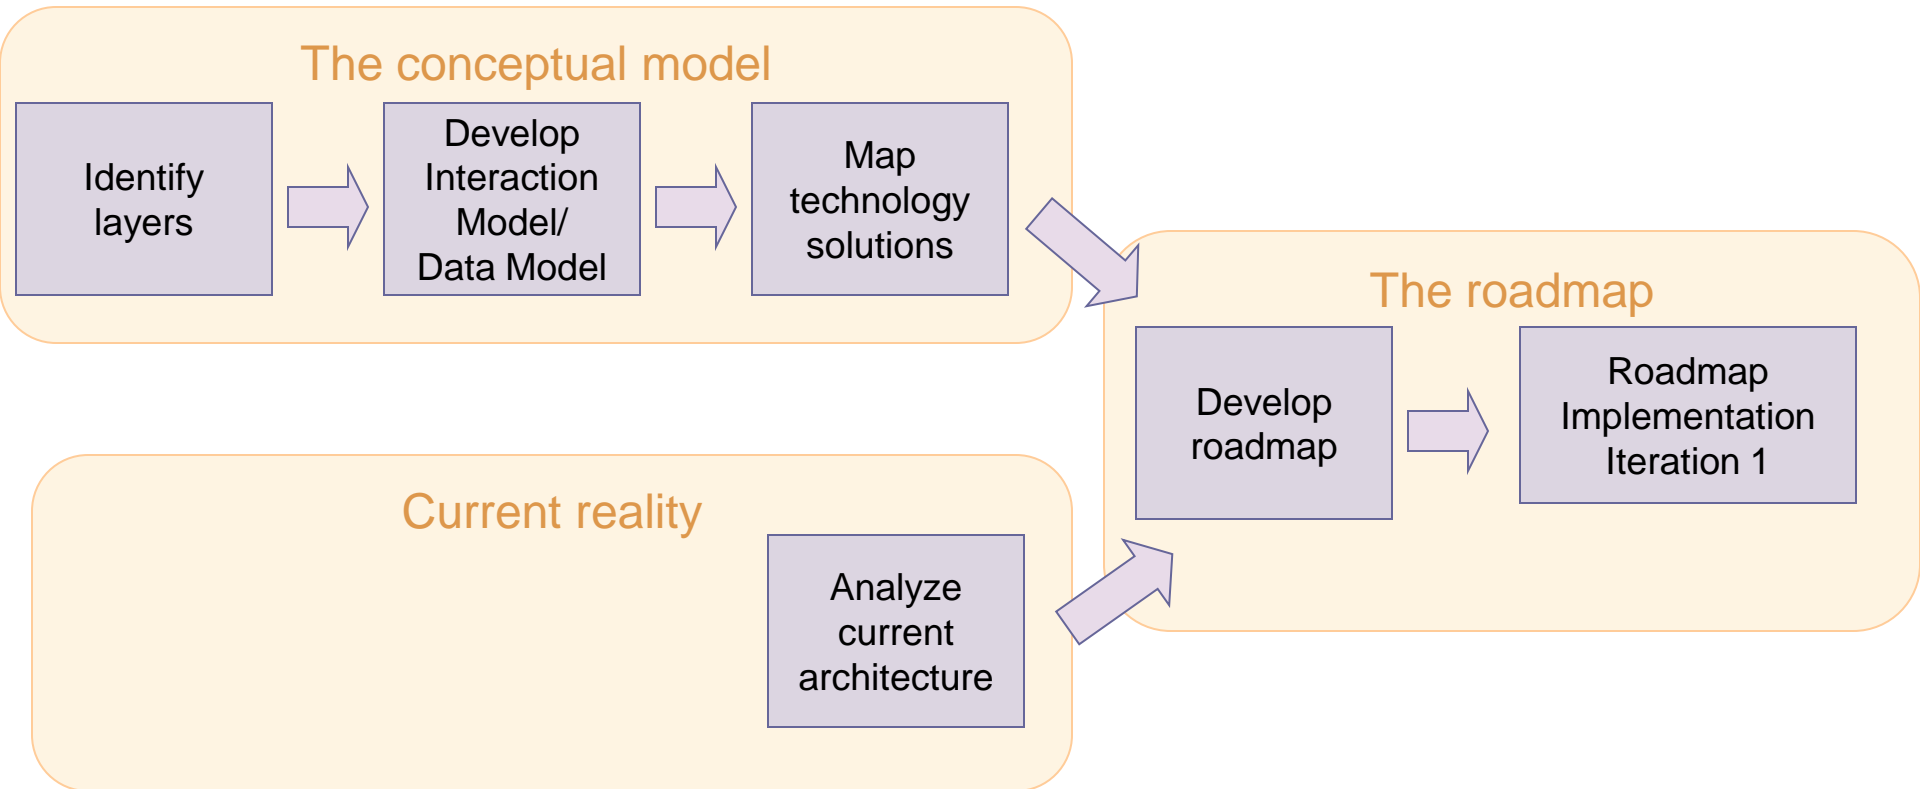 The conceptual model
Identify
layers
Develop
Interaction
Model/
Data Model
Map
technology
solutions
The roadmap
Develop
roadmap
Roadmap
Implementation
Iteration 1
Current reality
Analyze
current
architecture